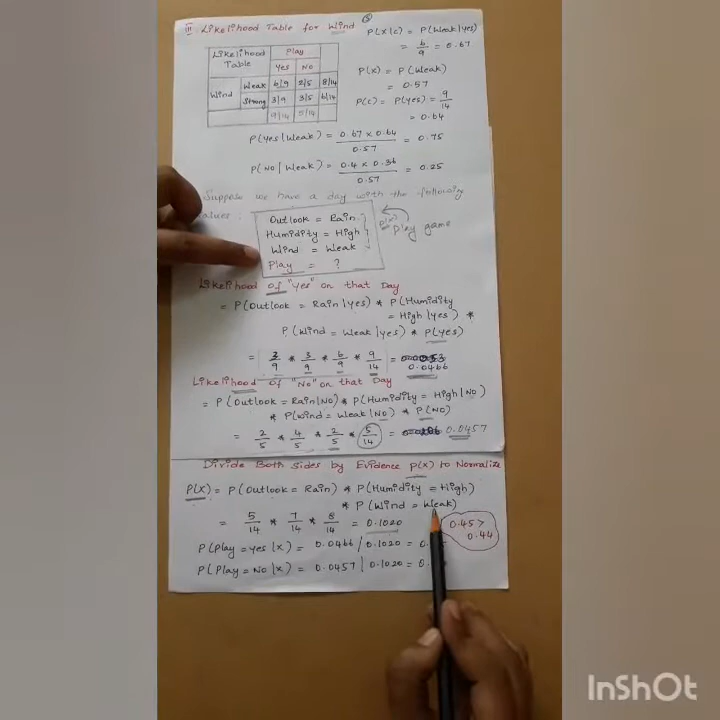 III Likelihood Table for Wind
Likelihood Table Play
Yes No
Wind Weak 6/9 2/5 8/14
Strong 3/9 3/5 6/14
9/14 5/14
P(X|C) = P(Weak|Yes)
= 6/9 = 0.67
P(X) = P(Weak)
= 0.57
P(C) = P(Yes) = 9/14
= 0.64
P(Yes|Weak) = 0.67 x 0.64 / 0.57 = 0.75
P(No|Weak) = 0.4 x 0.36 / 0.57 = 0.25
Suppose we have a day with the following
values.
Outlook = Rain
Humidity = High
Wind = Weak
Play = ?
Play game
Likelihood of "Yes" on that Day
= P(Outlook = Rain|Yes) * P(Humidity
= High|Yes) *
P(Wind = Weak|Yes) * P(Yes)
= 3/9 * 3/9 * 6/9 * 9/14 = 0.0466
Likelihood of "No" on that Day
= P(Outlook = Rain|No) * P(Humidity = High|No)
* P(Wind = Weak|No) * P(No)
= 2/5 * 4/5 * 2/5 * 5/14 = 0.0457
Divide Both sides by Evidence P(X) to Normalize
P(X) = P(Outlook = Rain) * P(Humidity = High)
* P(Wind = Weak)
= 5/14 * 7/14 * 8/14 = 0.1020
0.45 >
0.44
P(Play = Yes|X) = 0.0466 / 0.1020 =
P(Play = No|X) = 0.0457 / 0.1020 =
InShOt